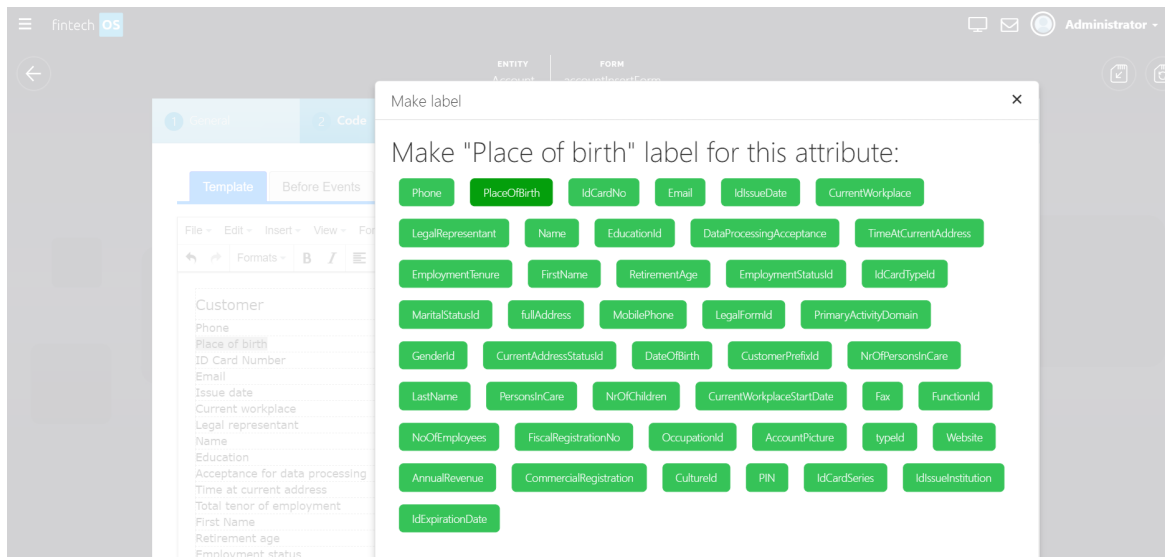 fintech OS
Administrator
ENTITY FORM
Account accountInsertForm
1 General 2 Code
Template Before Events
File Edit Insert View For
Formats B I
Customer
Phone
Place of birth
ID Card Number
Email
Issue date
Current workplace
Legal representant
Name
Education
Acceptance for data processing
Time at current address
Total tenor of employment
First Name
Retirement age
Employment status
Make label ×
Make "Place of birth" label for this attribute:
Phone PlaceOfBirth IdCardNo Email IdIssueDate CurrentWorkplace
LegalRepresentant Name EducationId DataProcessingAcceptance TimeAtCurrentAddress
EmploymentTenure FirstName RetirementAge EmploymentStatusId IdCardTypeId
MaritalStatusId fullAddress MobilePhone LegalFormId PrimaryActivityDomain
GenderId CurrentAddressStatusId DateOfBirth CustomerPrefixId NrOfPersonsInCare
LastName PersonsInCare NrOfChildren CurrentWorkplaceStartDate Fax FunctionId
NoOfEmployees FiscalRegistrationNo OccupationId AccountPicture typeId Website
AnnualRevenue CommercialRegistration CultureId PIN IdCardSeries IdIssueInstitution
IdExpirationDate